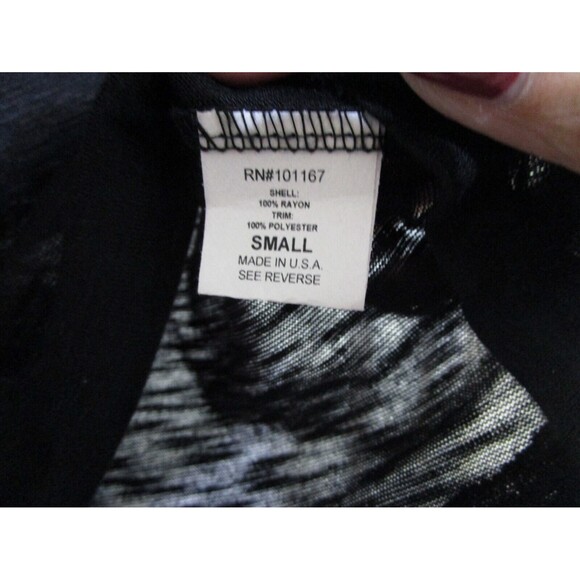 RN#101167
SHELL:
100% RAYON
TRIM:
100% POLYESTER
SMALL
MADE IN U.S.A.
SEE REVERSE